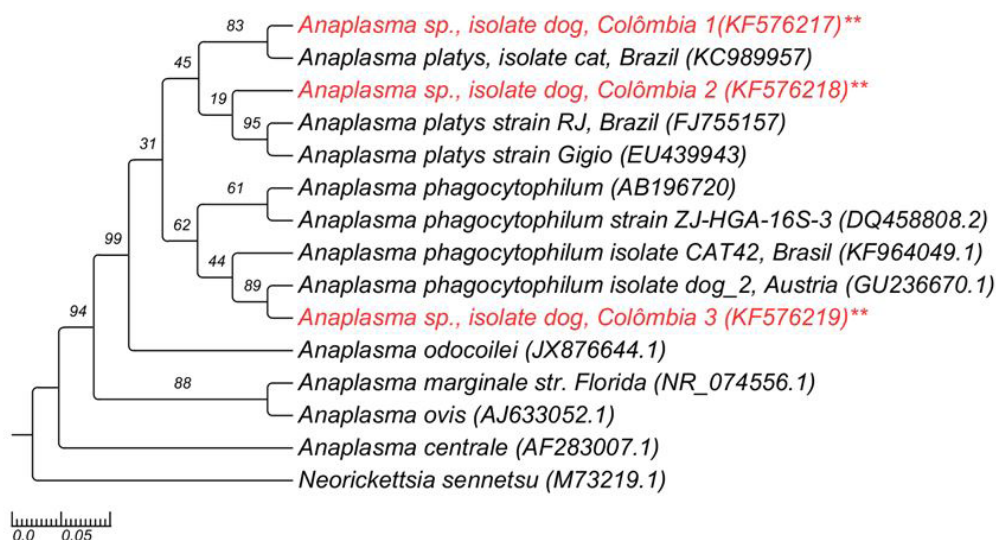 83
Anaplasma sp., isolate dog, Colômbia 1(KF576217)**
Anaplasma platys, isolate cat, Brazil (KC989957)
45
Anaplasma sp., isolate dog, Colômbia 2 (KF576218)**
19
Anaplasma platys strain RJ, Brazil (FJ755157)
95
Anaplasma platys strain Gigio (EU439943)
31
Anaplasma phagocytophilum (AB196720)
61
Anaplasma phagocytophilum strain ZJ-HGA-16S-3 (DQ458808.2)
62
Anaplasma phagocytophilum isolate CAT42, Brasil (KF964049.1)
99
44
Anaplasma phagocytophilum isolate dog_2, Austria (GU236670.1)
89
Anaplasma sp., isolate dog, Colômbia 3 (KF576219)**
94
Anaplasma odocoilei (JX876644.1)
Anaplasma marginale str. Florida (NR_074556.1)
88
Anaplasma ovis (AJ633052.1)
Anaplasma centrale (AF283007.1)
Neorickettsia sennetsu (M73219.1)
0.0 0.05